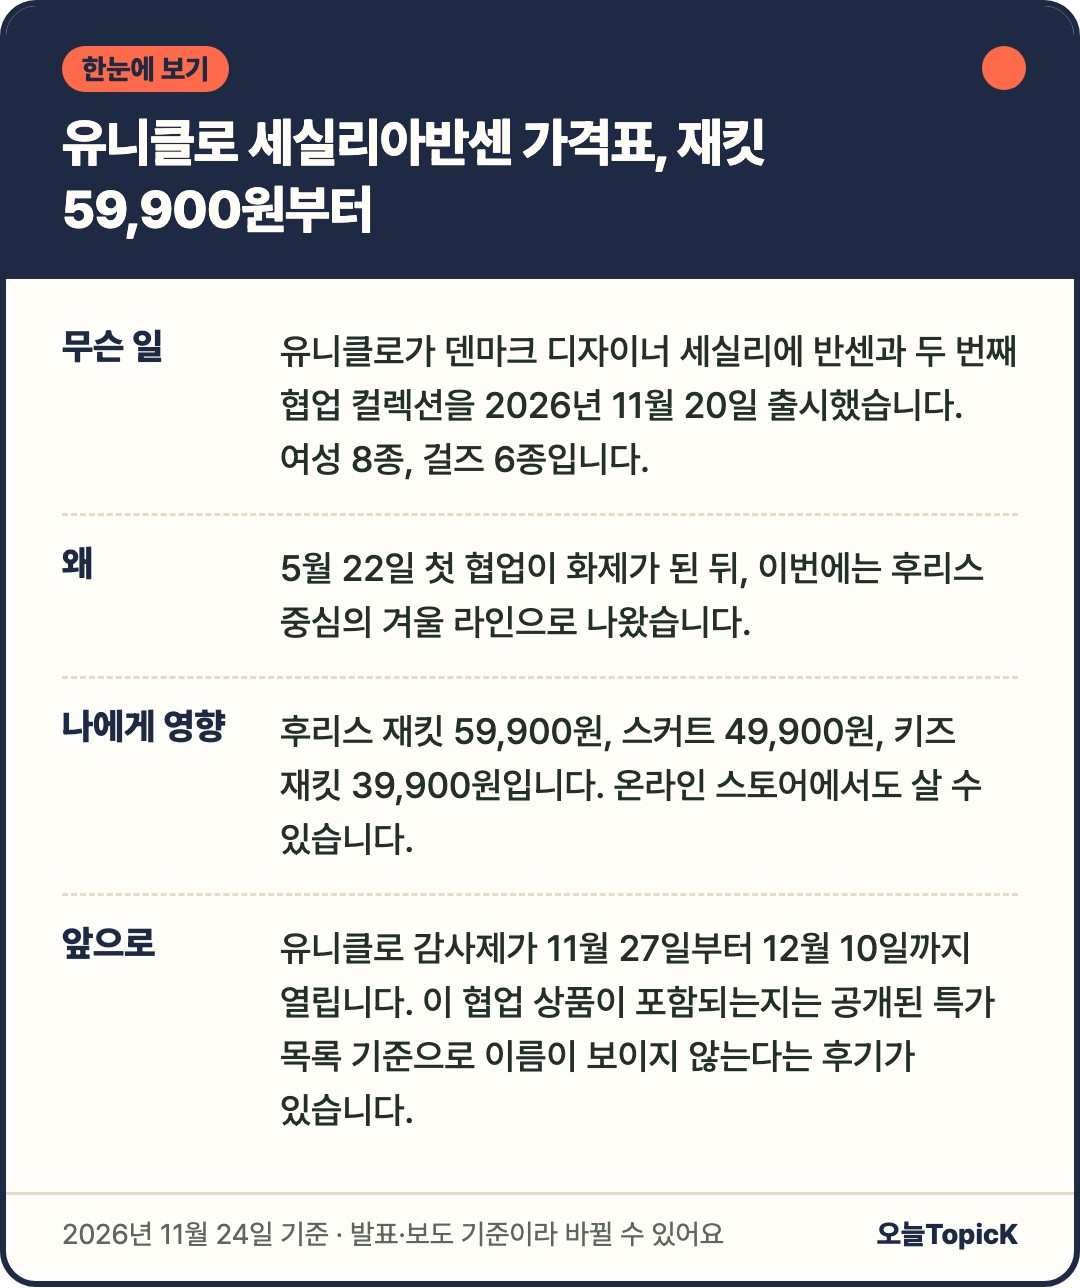 한눈에 보기
유니클로 세실리아반센 가격표, 재킷
59,900원부터
무슨 일
유니클로가 덴마크 디자이너 세실리에 반센과 두 번째
협업 컬렉션을 2026년 11월 20일 출시했습니다.
여성 8종, 걸즈 6종입니다.
왜
5월 22일 첫 협업이 화제가 된 뒤, 이번에는 후리스
중심의 겨울 라인으로 나왔습니다.
나에게 영향
후리스 재킷 59,900원, 스커트 49,900원, 키즈
재킷 39,900원입니다. 온라인 스토어에서도 살 수
있습니다.
앞으로
유니클로 감사제가 11월 27일부터 12월 10일까지
열립니다. 이 협업 상품이 포함되는지는 공개된 특가
목록 기준으로 이름이 보이지 않는다는 후기가
있습니다.
2026년 11월 24일 기준 · 발표·보도 기준이라 바뀔 수 있어요
오늘TopicK